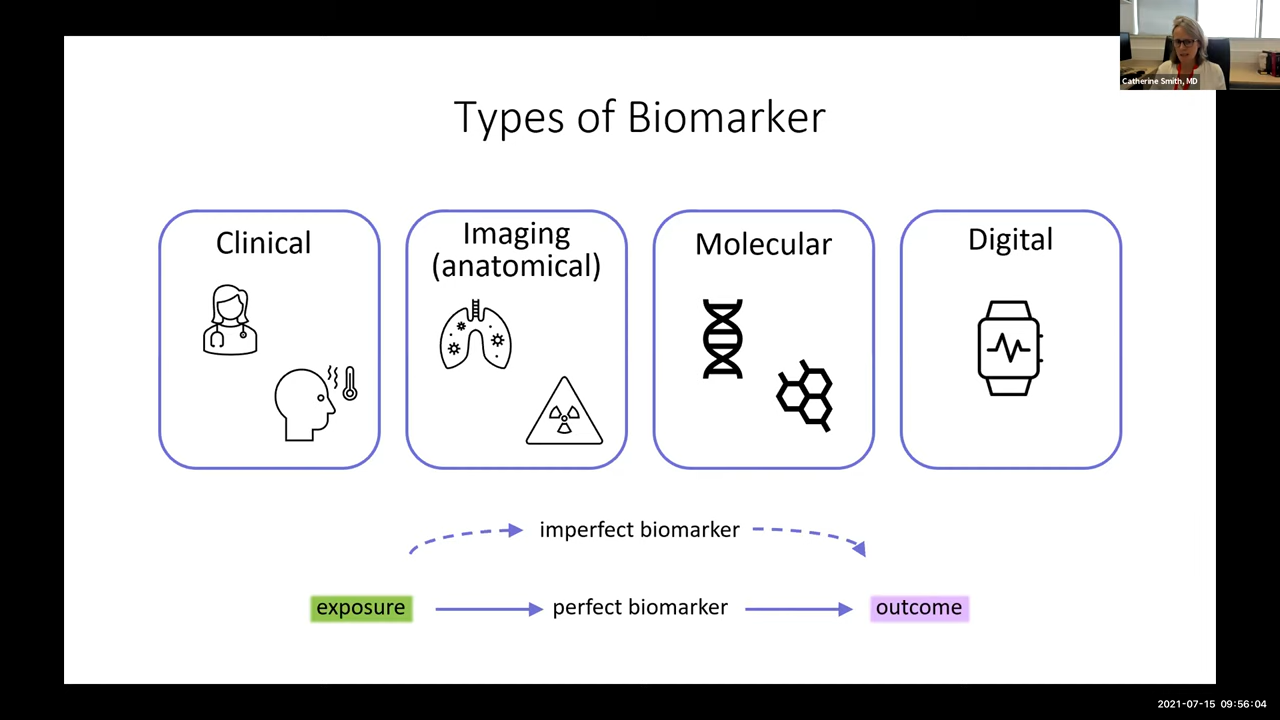 Catherine Smith, MD
Types of Biomarker
Clinical
Imaging
(anatomical)
Molecular
Digital
imperfect biomarker
exposure
perfect biomarker
outcome
2021-07-15 09:56:04